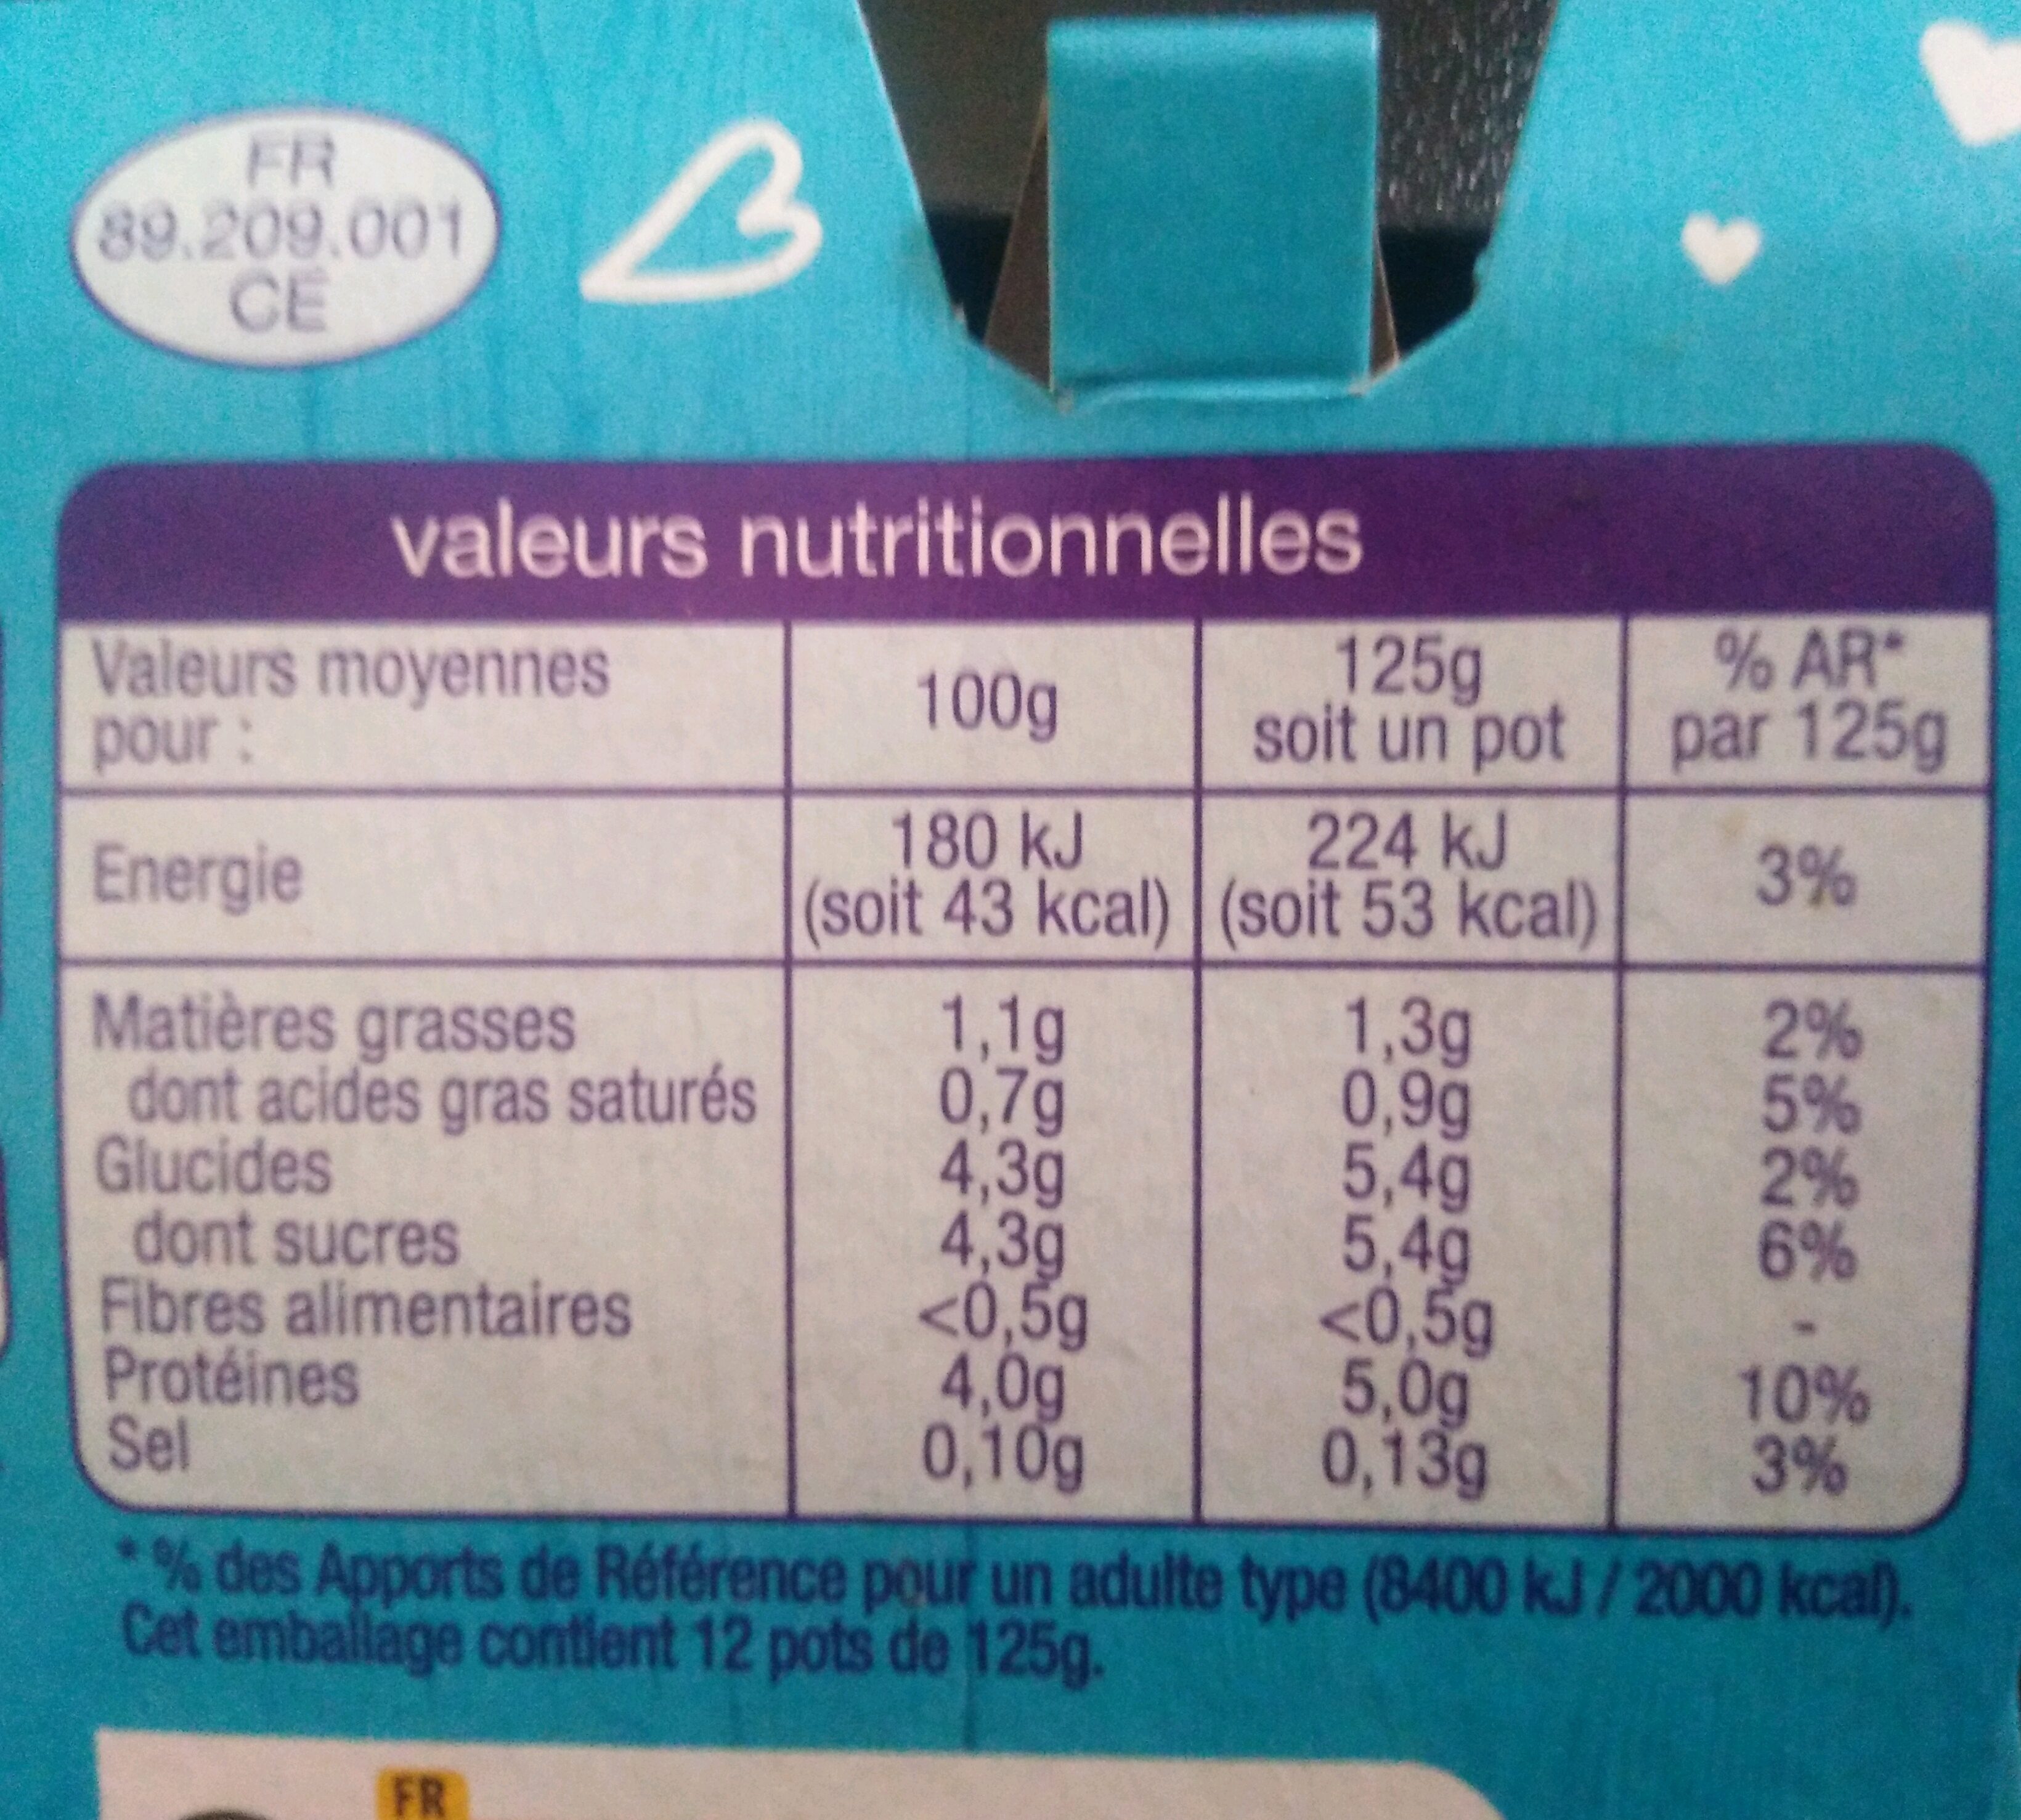 FR
89.209.001
CE
valeurs nutritionnelles
Valeurs moyennes pour : 100g 125g soit un pot % AR* par 125g
Energie 180 kJ (soit 43 kcal) 224 kJ (soit 53 kcal) 3%
Matières grasses 1,1g 1,3g 2%
dont acides gras saturés 0,7g 0,9g 5%
Glucides 4,3g 5,4g 2%
dont sucres 4,3g 5,4g 6%
Fibres alimentaires <0,5g <0,5g -
Protéines 4,0g 5,0g 10%
Sel 0,10g 0,13g 3%
*% des Apports de Référence pour un adulte type (8400 kJ / 2000 kcal).
Cet emballage contient 12 pots de 125g.
FR